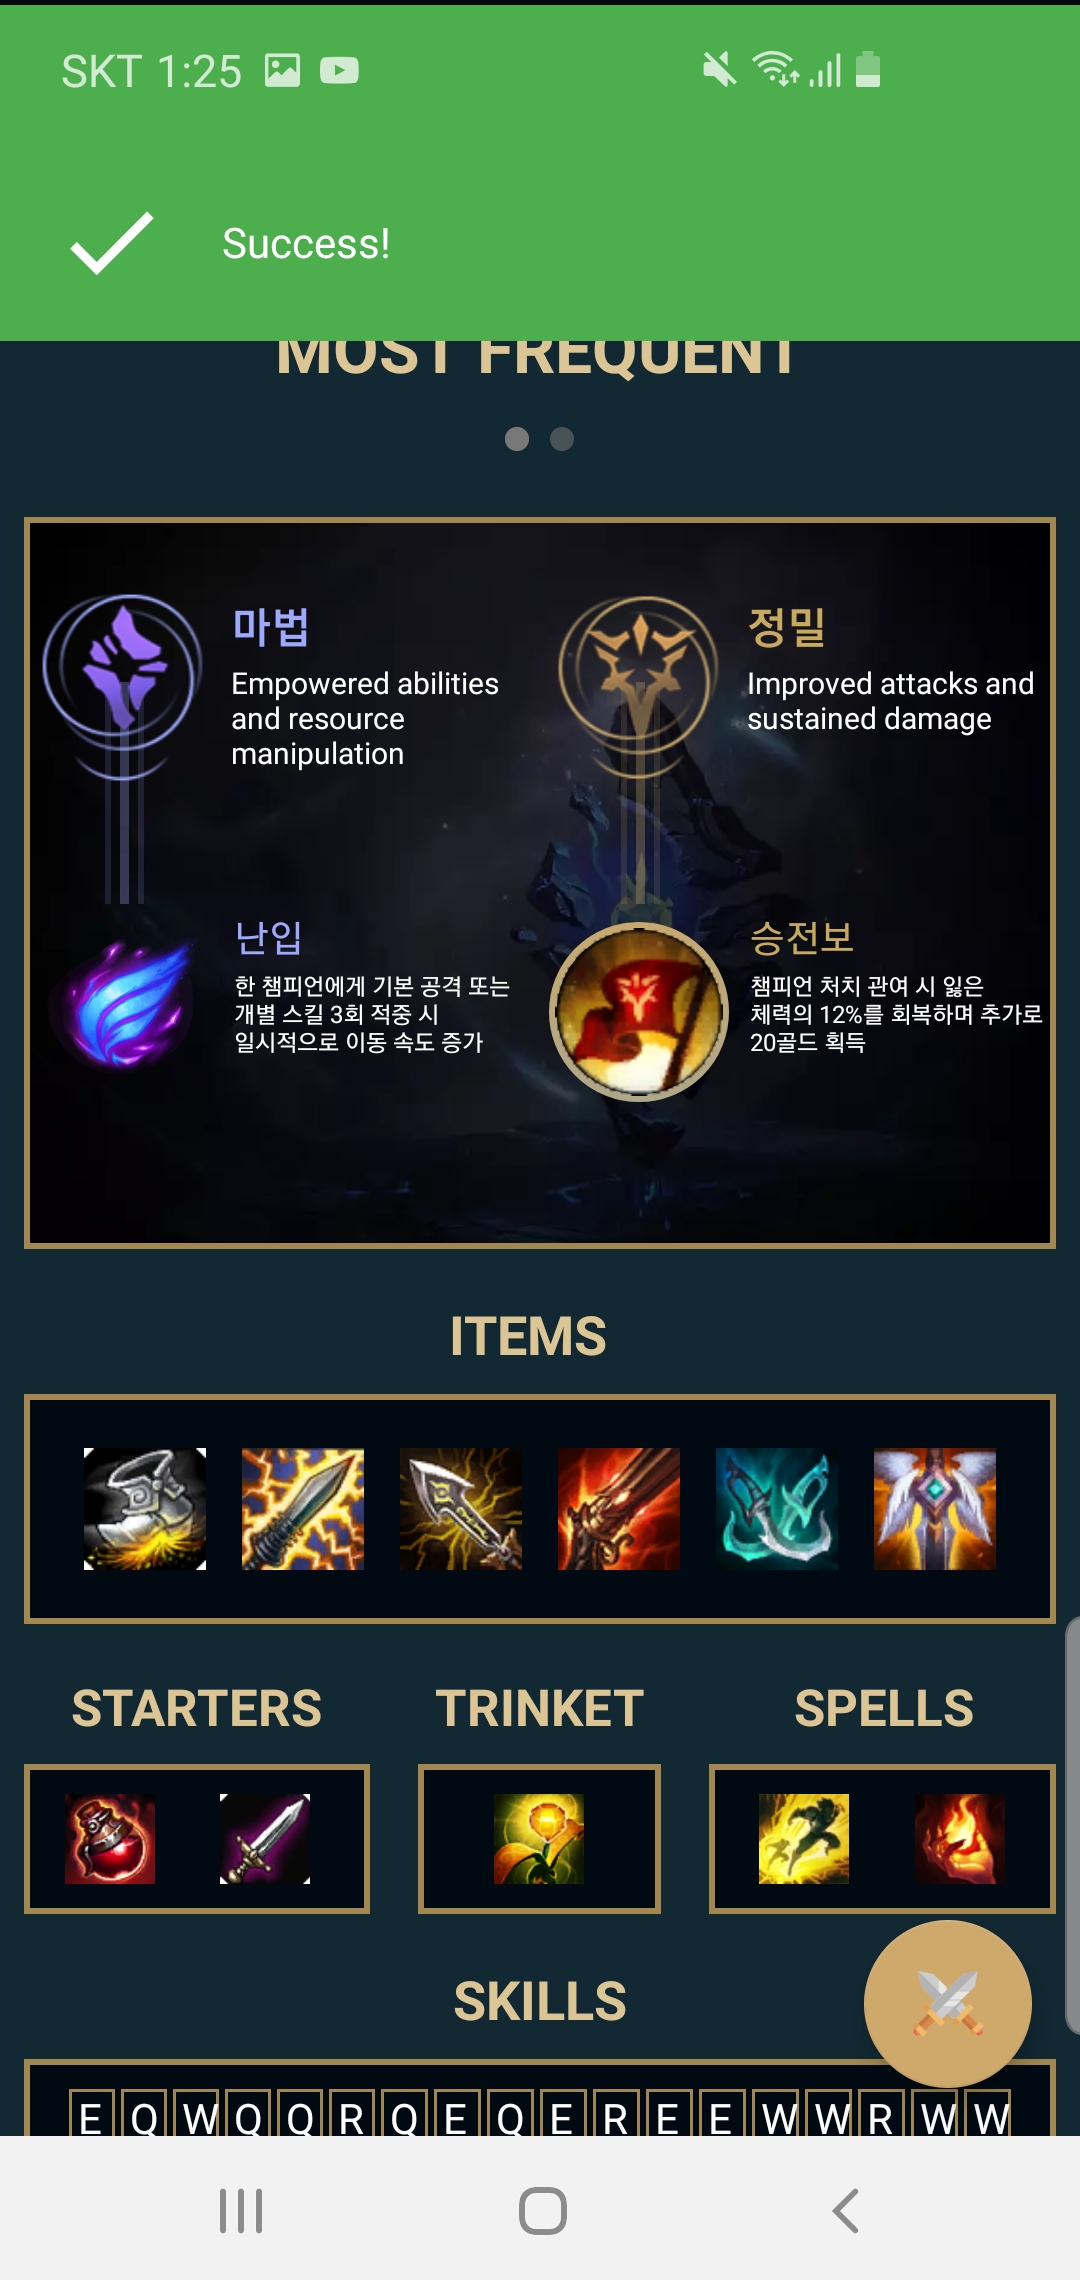 SKT 1:25
Success!
MOST FREQUENT
마법
Empowered abilities
and resource
manipulation
정밀
Improved attacks and
sustained damage
난입
한 챔피언에게 기본 공격 또는
개별 스킬 3회 적중 시
일시적으로 이동 속도 증가
승전보
챔피언 처치 관여 시 잃은
체력의 12%를 회복하며 추가로
20골드 획득
ITEMS
STARTERS
TRINKET
SPELLS
SKILLS
E Q W Q Q R Q E Q E R E E W W R W W